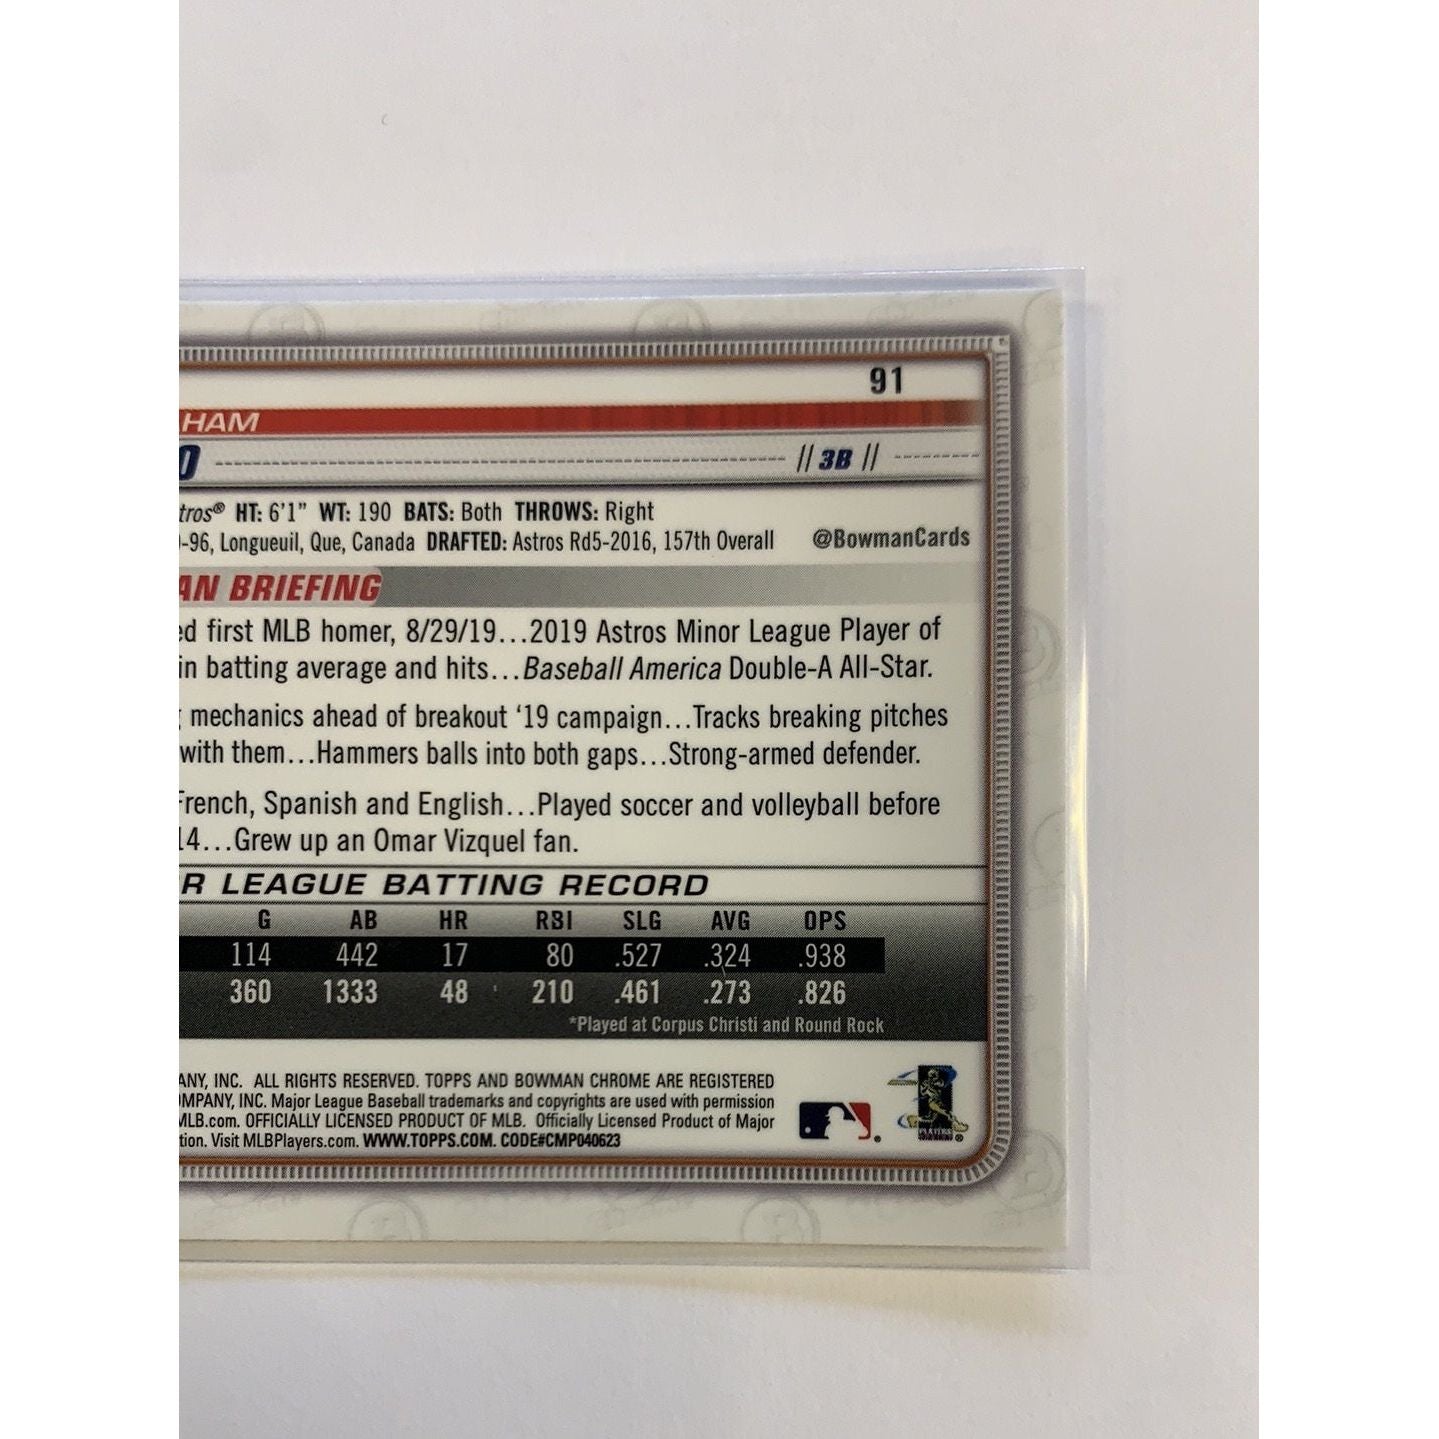 91
HAM
// 3B //
tros® HT: 6'1" WT: 190 BATS: Both THROWS: Right
-96, Longueuil, Que, Canada DRAFTED: Astros Rd5-2016, 157th Overall @BowmanCards
AN BRIEFING
ed first MLB homer, 8/29/19...2019 Astros Minor League Player of
in batting average and hits...Baseball America Double-A All-Star.
mechanics ahead of breakout '19 campaign...Tracks breaking pitches
with them...Hammers balls into both gaps...Strong-armed defender.
French, Spanish and English...Played soccer and volleyball before
14...Grew up an Omar Vizquel fan.
R LEAGUE BATTING RECORD
G AB HR RBI SLG AVG OPS
114 442 17 80 .527 .324 .938
360 1333 48 210 .461 .273 .826
*Played at Corpus Christi and Round Rock
ANY, INC. ALL RIGHTS RESERVED. TOPPS AND BOWMAN CHROME ARE REGISTERED
OMPANY, INC. Major League Baseball trademarks and copyrights are used with permission
MLB.com. OFFICIALLY LICENSED PRODUCT OF MLB. Officially Licensed Product of Major
tion. Visit MLBPlayers.com. WWW.TOPPS.COM. CODE#CMP040623